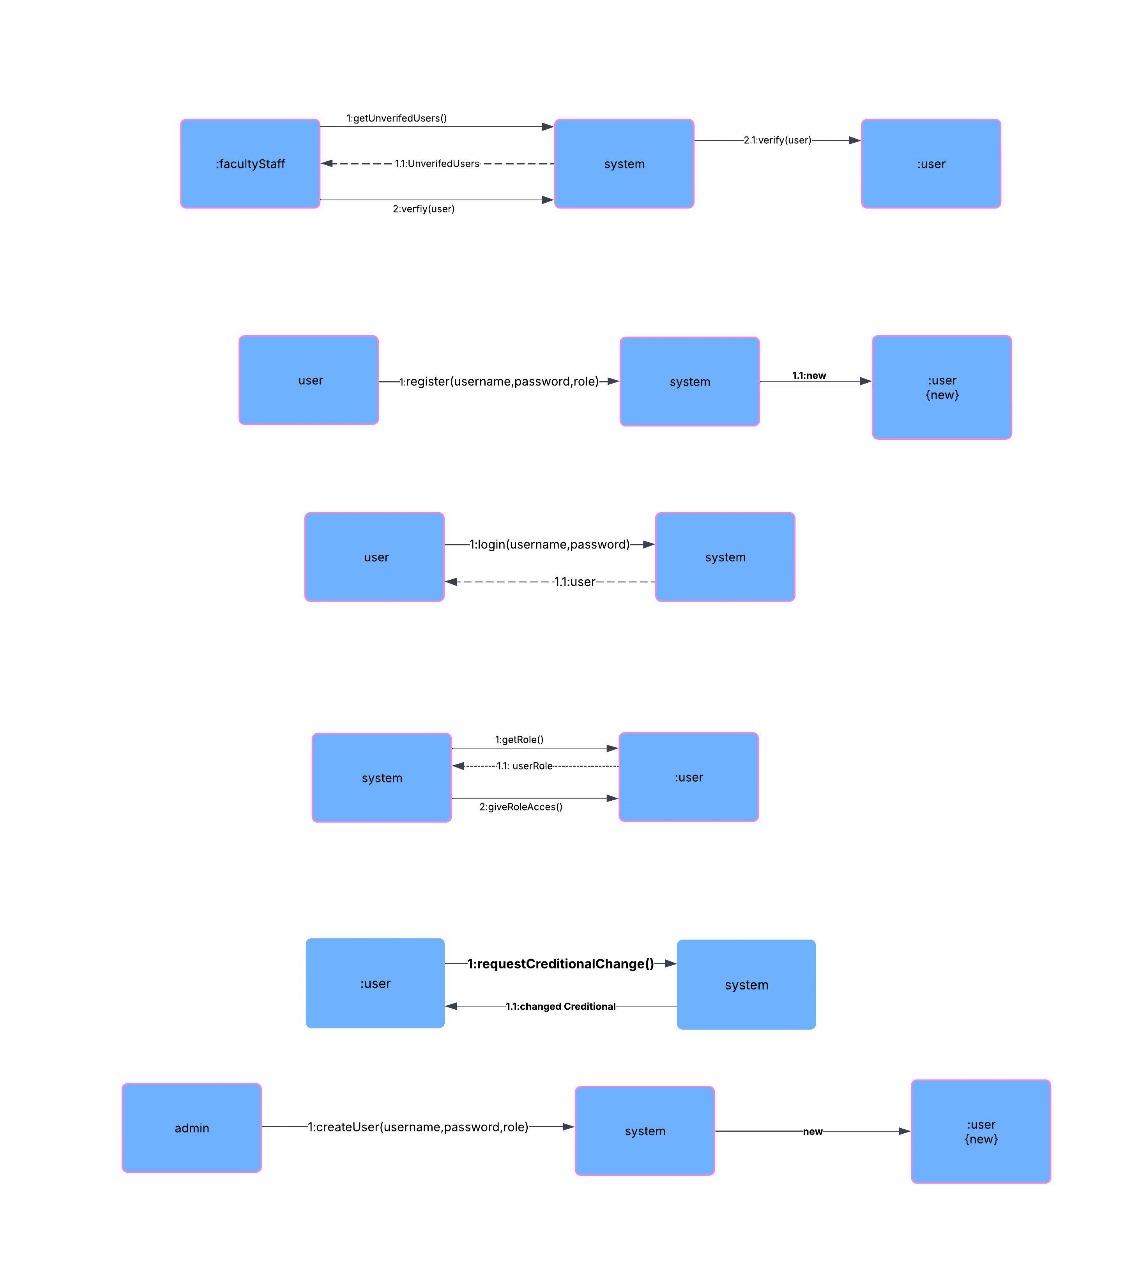 1:getUnverifedUsers()
:facultyStaff
1.1:UnverifedUsers
2:verfiy(user)
system
2.1:verify(user)
:user
user
1:register(username,password,role)
system
1.1:new
:user
{new}
user
1:login(username,password)
1.1:user
system
system
1:getRole()
1.1: userRole
2:giveRoleAcces()
:user
:user
1:requestCreditionalChange()
1.1:changed Creditional
system
admin
1:createUser(username,password,role)
system
new
:user
{new}